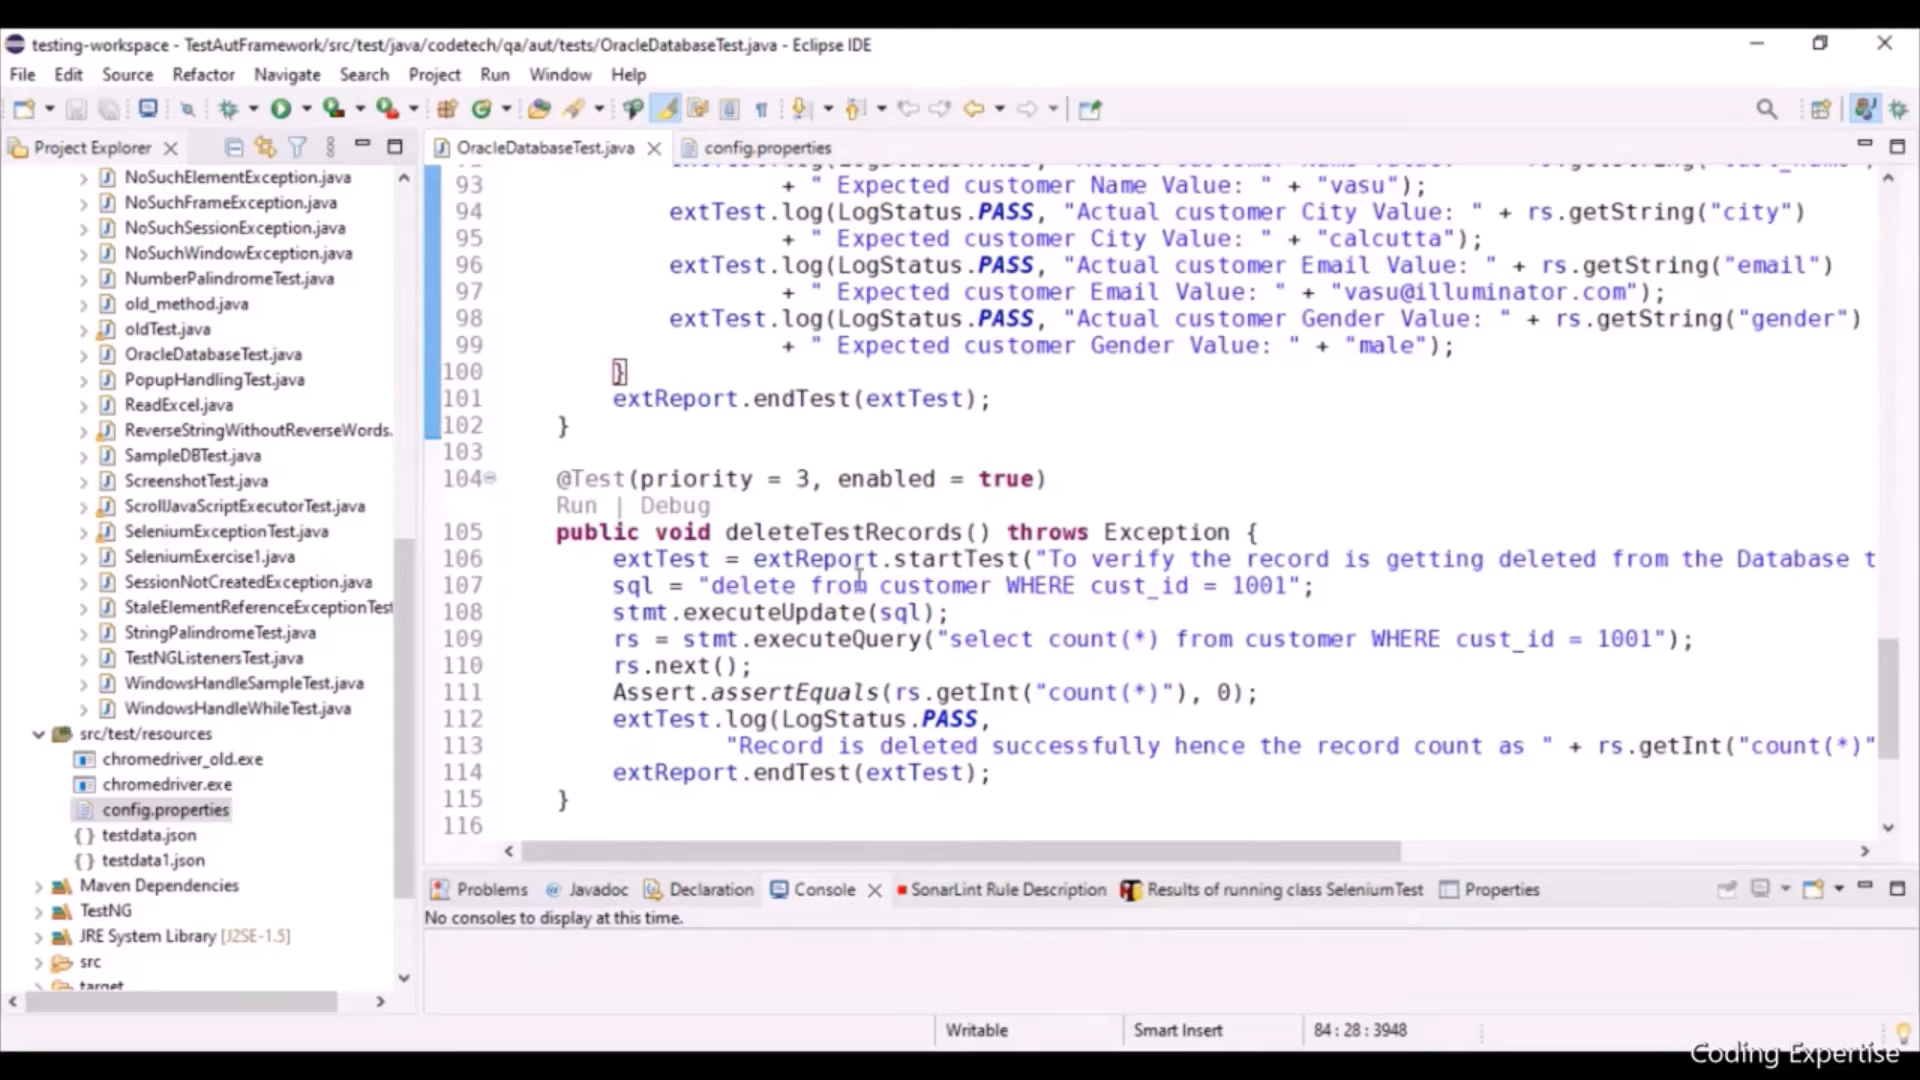 testing-workspace - TestAutFramework/src/test/java/codetech/qa/aut/tests/OracleDatabaseTest.java - Eclipse IDE
File Edit Source Refactor Navigate Search Project Run Window Help
Project Explorer
NoSuchElementException.java
NoSuchFrameException.java
NoSuchSessionException.java
NoSuchWindowException.java
NumberPalindromeTest.java
old_method.java
oldTest.java
OracleDatabaseTest.java
PopupHandlingTest.java
ReadExcel.java
ReverseStringWithoutReverseWords.
SampleDBTest.java
ScreenshotTest.java
ScrollJavaScriptExecutorTest.java
SeleniumExceptionTest.java
SeleniumExercise1.java
SessionNotCreatedException.java
StaleElementReferenceExceptionTest
StringPalindromeTest.java
TestNGListenersTest.java
WindowsHandleSampleTest.java
WindowsHandleWhileTest.java
src/test/resources
chromedriver_old.exe
chromedriver.exe
config.properties
testdata.json
testdata1.json
Maven Dependencies
TestNG
JRE System Library [J2SE-1.5]
src
target
OracleDatabaseTest.java config.properties
93 + " Expected customer Name Value: " + "vasu");
94 extTest.log(LogStatus.PASS, "Actual customer City Value: " + rs.getString("city")
95 + " Expected customer City Value: " + "calcutta");
96 extTest.log(LogStatus.PASS, "Actual customer Email Value: " + rs.getString("email")
97 + " Expected customer Email Value: " + "vasu@illuminator.com");
98 extTest.log(LogStatus.PASS, "Actual customer Gender Value: " + rs.getString("gender")
99 + " Expected customer Gender Value: " + "male");
100 }
101 extReport.endTest(extTest);
102 }
103
104 @Test(priority = 3, enabled = true)
Run | Debug
105 public void deleteTestRecords() throws Exception {
106 extTest = extReport.startTest("To verify the record is getting deleted from the Database t
107 sql = "delete from customer WHERE cust_id = 1001";
108 stmt.executeUpdate(sql);
109 rs = stmt.executeQuery("select count(*) from customer WHERE cust_id = 1001");
110 rs.next();
111 Assert.assertEquals(rs.getInt("count(*)"), 0);
112 extTest.log(LogStatus.PASS,
113 "Record is deleted successfully hence the record count as " + rs.getInt("count(*)"
114 extReport.endTest(extTest);
115 }
116
Problems Javadoc Declaration Console SonarLint Rule Description Results of running class SeleniumTest Properties
No consoles to display at this time.
Writable Smart Insert 84 : 28 : 3948
Coding Expertise